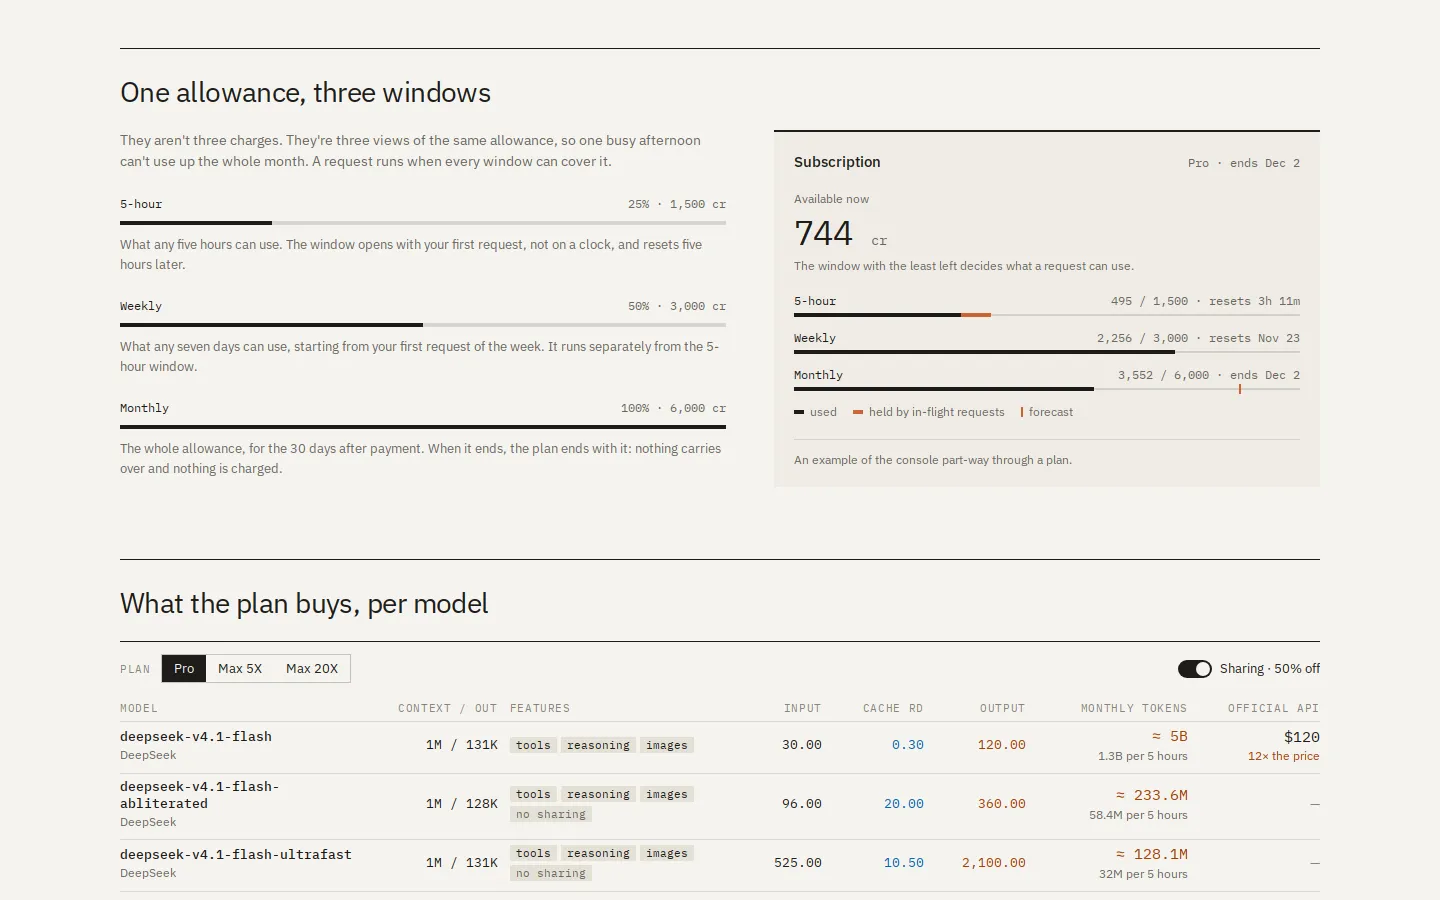 One allowance, three windows
They aren't three charges. They're three views of the same allowance, so one busy afternoon
can't use up the whole month. A request runs when every window can cover it.
5-hour 25% · 1,500 cr
What any five hours can use. The window opens with your first request, not on a clock, and resets five
hours later.
Weekly 50% · 3,000 cr
What any seven days can use, starting from your first request of the week. It runs separately from the 5-
hour window.
Monthly 100% · 6,000 cr
The whole allowance, for the 30 days after payment. When it ends, the plan ends with it: nothing carries
over and nothing is charged.
Subscription Pro · ends Dec 2
Available now
744 cr
The window with the least left decides what a request can use.
5-hour 495 / 1,500 · resets 3h 11m
Weekly 2,256 / 3,000 · resets Nov 23
Monthly 3,552 / 6,000 · ends Dec 2
used held by in-flight requests forecast
An example of the console part-way through a plan.
What the plan buys, per model
PLAN Pro Max 5X Max 20X Sharing · 50% off
MODEL CONTEXT / OUT FEATURES INPUT CACHE RD OUTPUT MONTHLY TOKENS OFFICIAL API
deepseek-v4.1-flash 1M / 131K tools reasoning images 30.00 0.30 120.00 ≈ 5B $120
DeepSeek 1.3B per 5 hours 12× the price
deepseek-v4.1-flash-
abliterated 1M / 128K tools reasoning images 96.00 20.00 360.00 ≈ 233.6M —
DeepSeek no sharing 58.4M per 5 hours
deepseek-v4.1-flash-ultrafast 1M / 131K tools reasoning images 525.00 10.50 2,100.00 ≈ 128.1M —
DeepSeek no sharing 32M per 5 hours